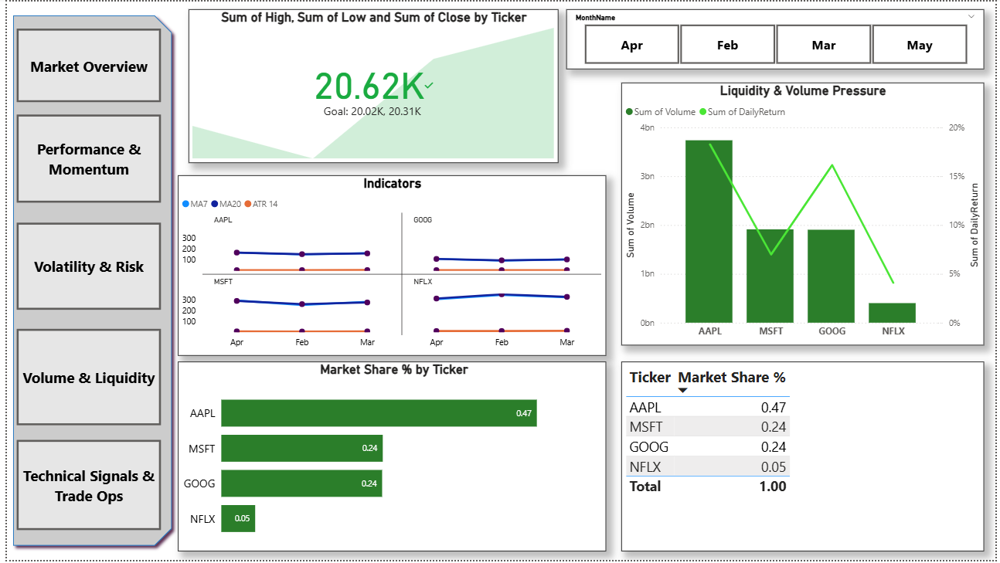 Market Overview
Performance &
Momentum
Volatility & Risk
Volume & Liquidity
Technical Signals &
Trade Ops
Sum of High, Sum of Low and Sum of Close by Ticker
20.62K
Goal: 20.02K, 20.31K
MonthName
Apr Feb Mar May
Indicators
MA7 MA20 ATR 14
AAPL GOOG
300
200
100
MSFT NFLX
300
200
100
Apr Feb Mar Apr Feb Mar
Liquidity & Volume Pressure
Sum of Volume Sum of DailyReturn
Sum of Volume
4bn
3bn
2bn
1bn
0bn
20%
15%
10%
5%
0%
Sum of DailyReturn
AAPL MSFT GOOG NFLX
Market Share % by Ticker
AAPL 0.47
MSFT 0.24
GOOG 0.24
NFLX 0.05
Ticker Market Share %
AAPL 0.47
MSFT 0.24
GOOG 0.24
NFLX 0.05
Total 1.00